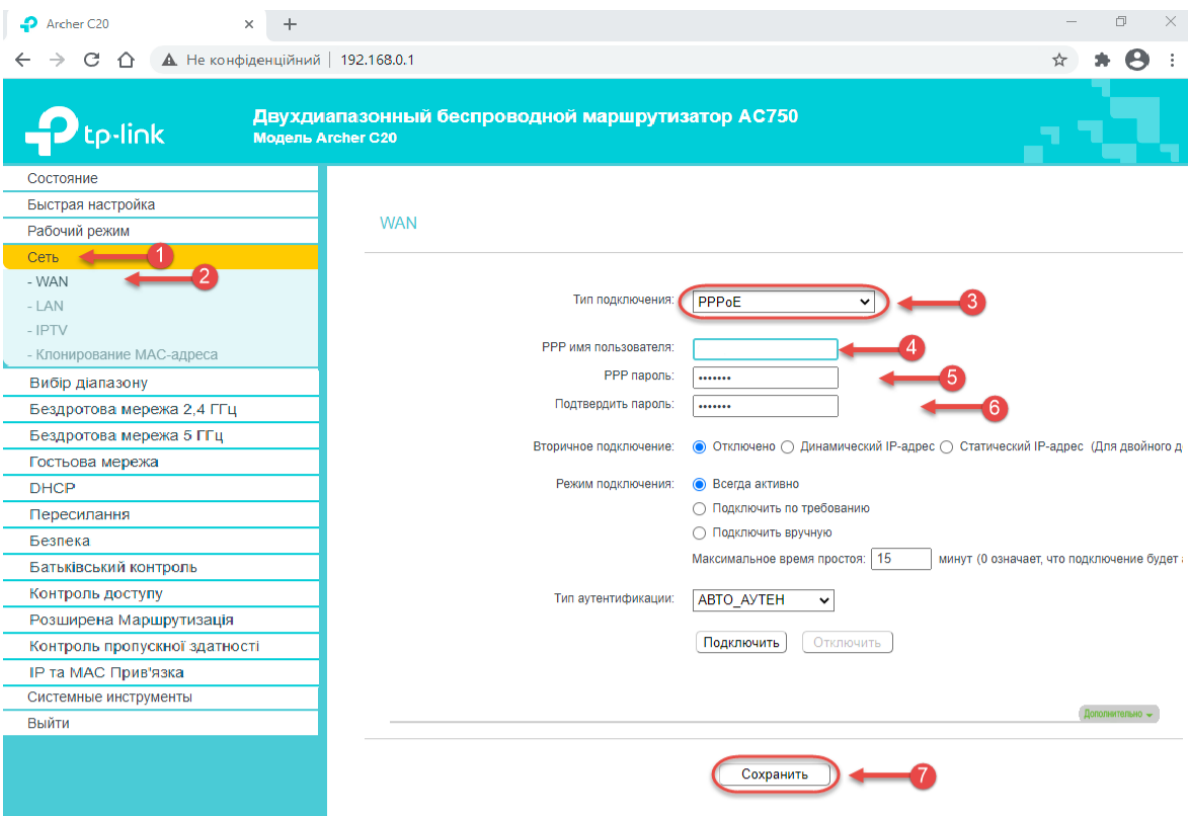 Archer C20
Не конфіденційний
192.168.0.1
tp-link
Двухдиапазонный беспроводной маршрутизатор AC750
Модель Archer C20
Состояние
Быстрая настройка
Рабочий режим
Сеть 1
- WAN 2
- LAN
- IPTV
- Клонирование MAC-адреса
Вибір діапазону
Бездротова мережа 2,4 ГГц
Бездротова мережа 5 ГГц
Гостьова мережа
DHCP
Пересилання
Безпека
Батьківський контроль
Контроль доступу
Розширена Маршрутизація
Контроль пропускної здатності
IP та MAC Прив'язка
Системные инструменты
Выйти
WAN
Тип подключения: PPPoE 3
PPP имя пользователя: 4
PPP пароль: ••••••• 5
Подтвердить пароль: ••••••• 6
Вторичное подключение: Отключено Динамический IP-адрес Статический IP-адрес (Для двойного д
Режим подключения: Всегда активно
Подключить по требованию
Подключить вручную
Максимальное время простоя: 15 минут (0 означает, что подключение будет
Тип аутентификации: АВТО_АУТЕН
Подключить Отключить
Дополнительно
Сохранить 7